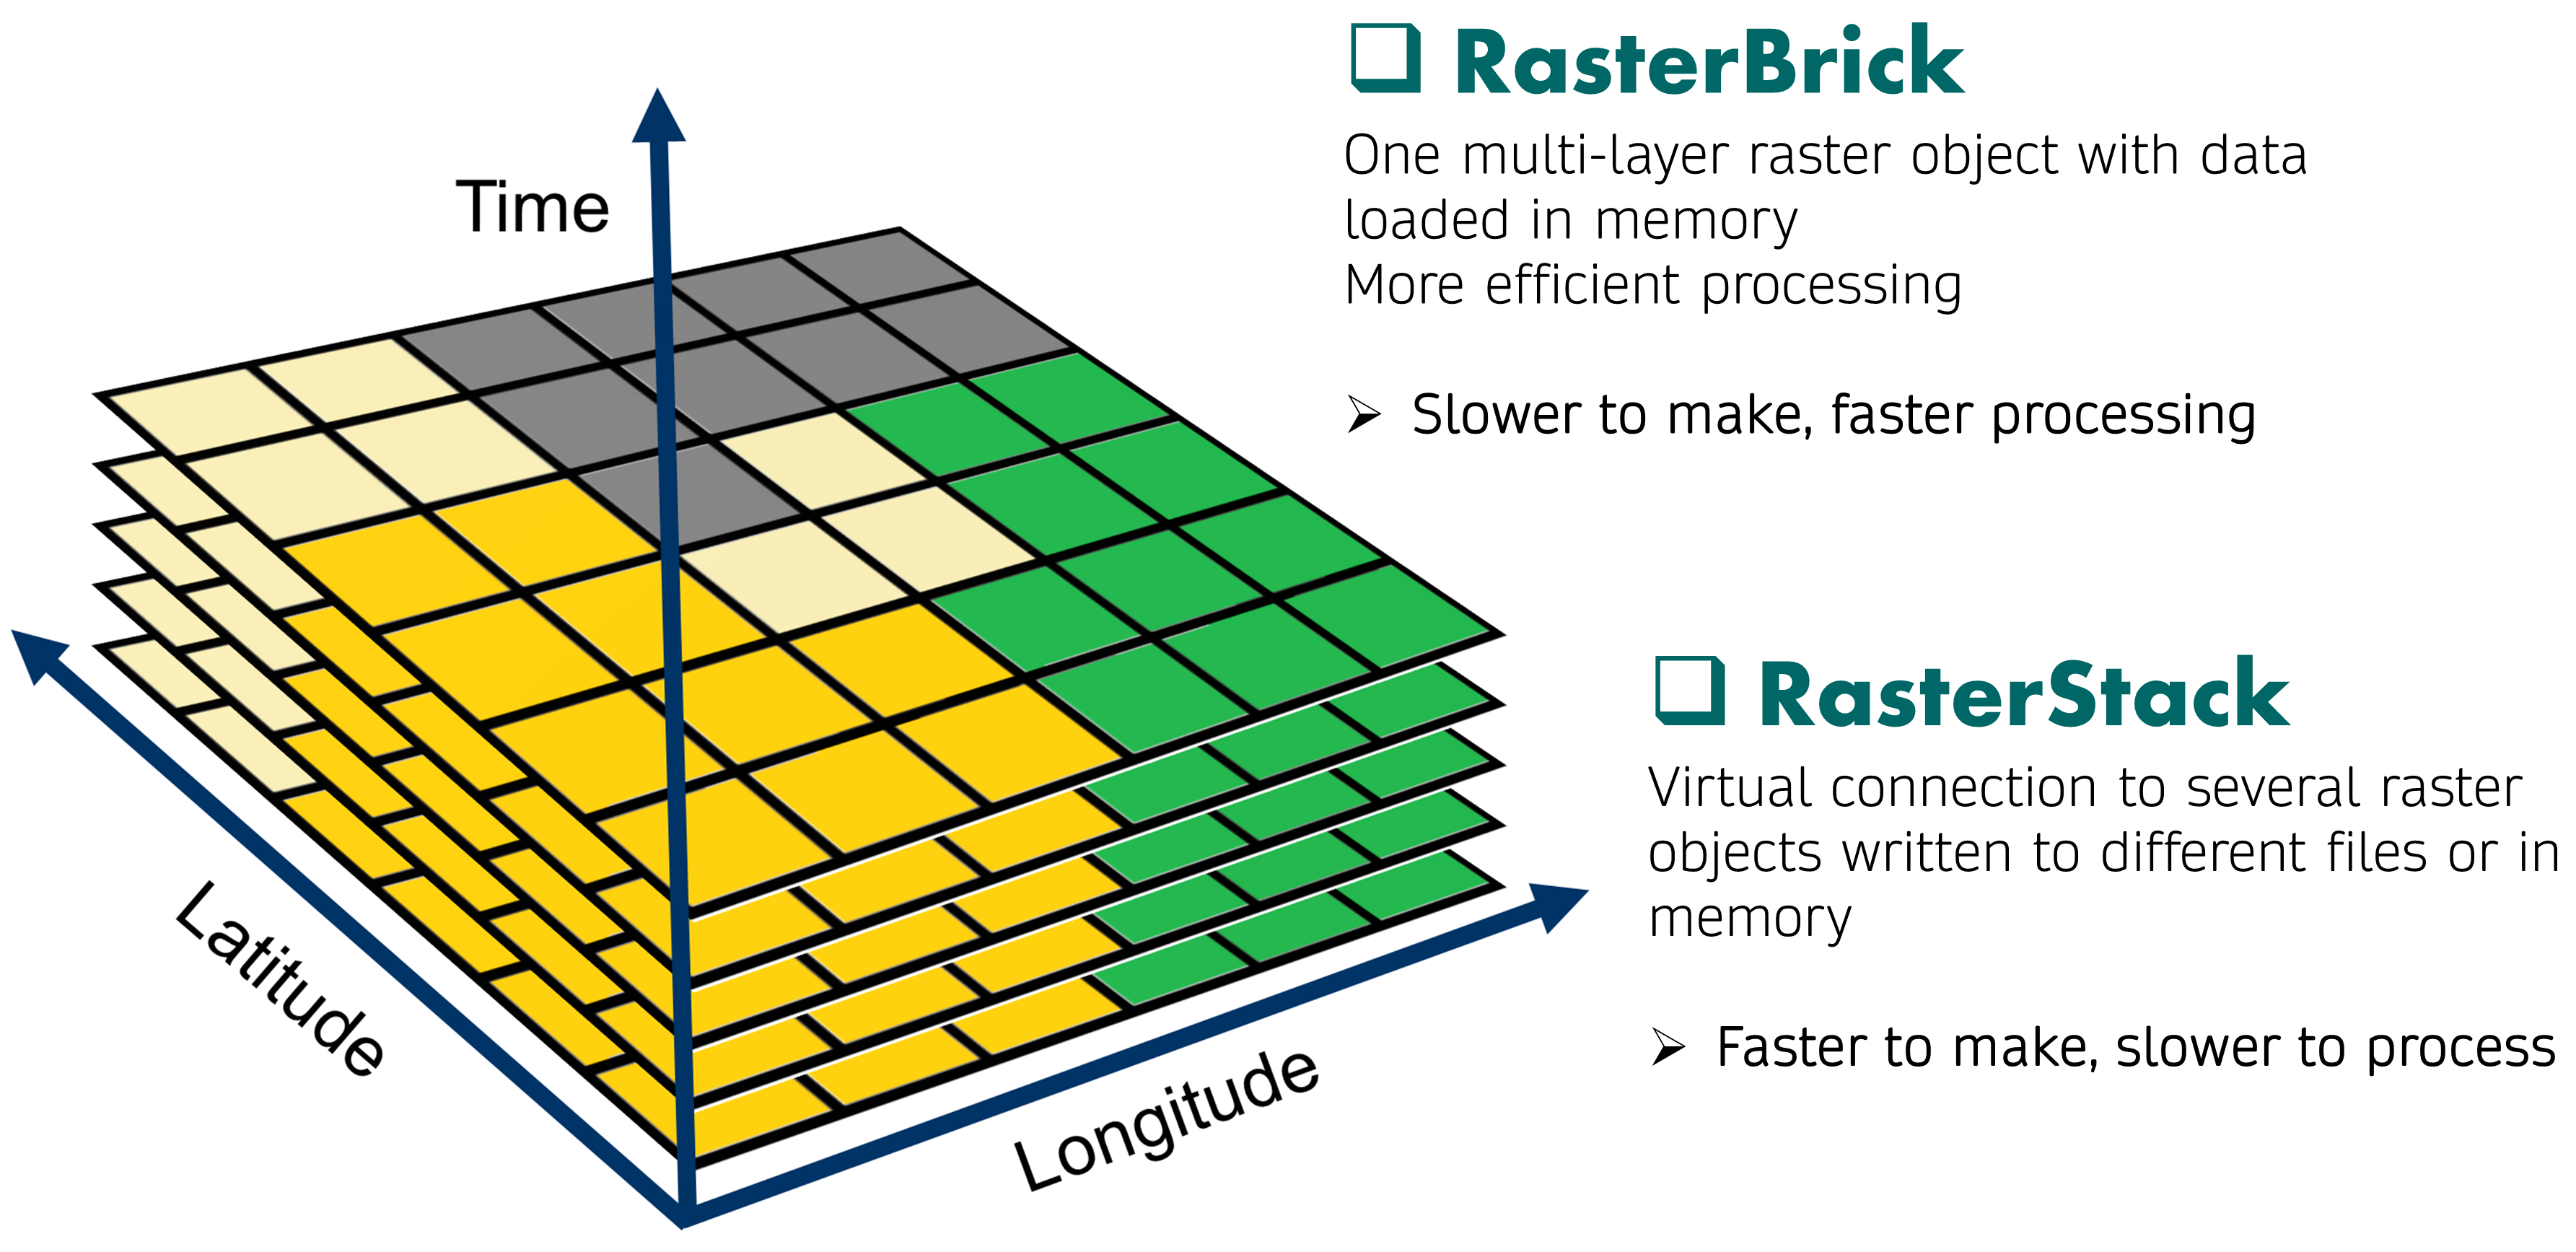 RasterBrick
One multi-layer raster object with data
loaded in memory
More efficient processing
➢ Slower to make, faster processing
Time
RasterStack
Virtual connection to several raster
objects written to different files or in
memory
➢ Faster to make, slower to process
Latitude
Longitude